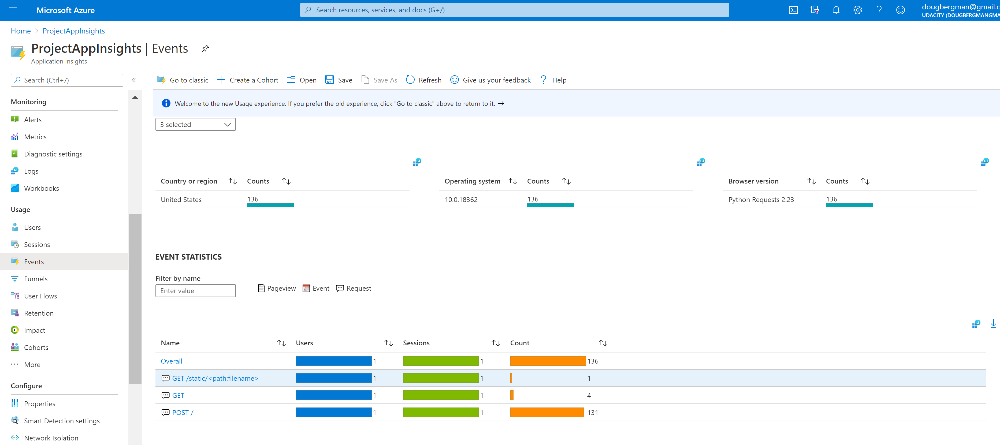 Microsoft Azure
Search resources, services, and docs (G+/)
dougbergman@gmail.c
UDACITY (DOUGBERGMANGMA
Home > ProjectAppInsights
ProjectAppInsights | Events
Application Insights
Search (Ctrl+/)
«
Go to classic
Create a Cohort
Open
Save
Save As
Refresh
Give us your feedback
? Help
Welcome to the new Usage experience. If you prefer the old experience, click "Go to classic" above to return to it. →
3 selected
Monitoring
Alerts
Metrics
Diagnostic settings
Logs
Workbooks
Usage
Users
Sessions
Events
Funnels
User Flows
Retention
Impact
Cohorts
More
Configure
Properties
Smart Detection settings
Network Isolation
Country or region Counts
United States 136
Operating system Counts
10.0.18362 136
Browser version Counts
Python Requests 2.23 136
EVENT STATISTICS
Filter by name
Enter value
Pageview Event Request
Name Users Sessions Count
Overall 1 1 136
GET /static/<path:filename> 1 1 1
GET 1 1 4
POST / 1 1 131